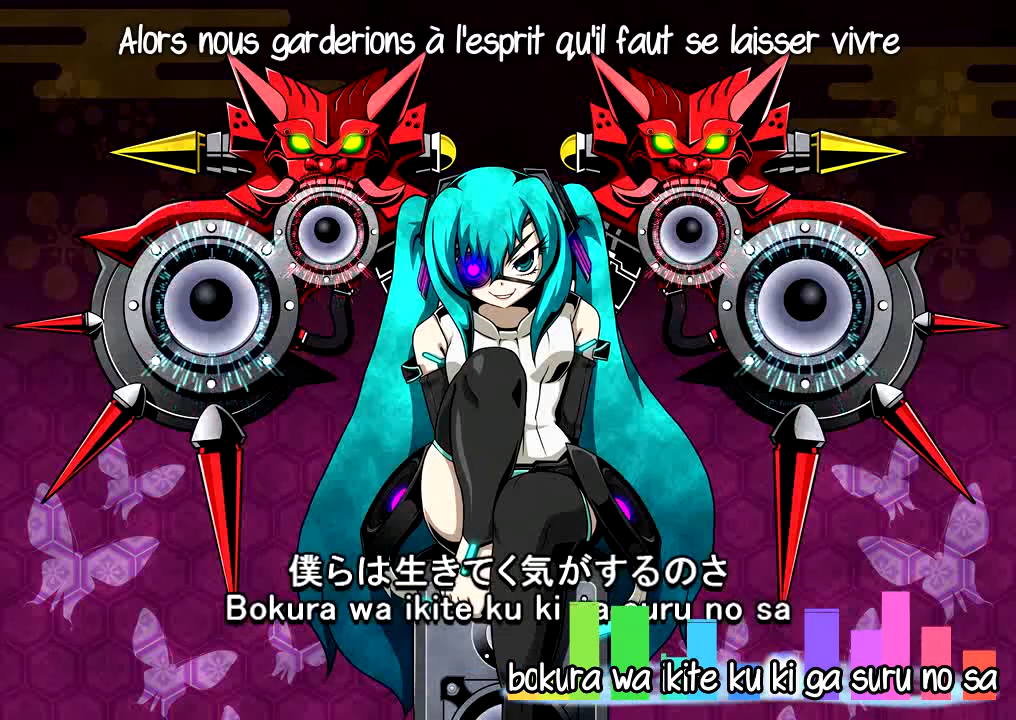 Alors nous garderions à l'esprit qu'il faut se laisser vivre
僕らは生きてく気がするのさ
Bokura wa ikite ku ki ga suru no sa
bokura wa ikite ku ki ga suru no sa